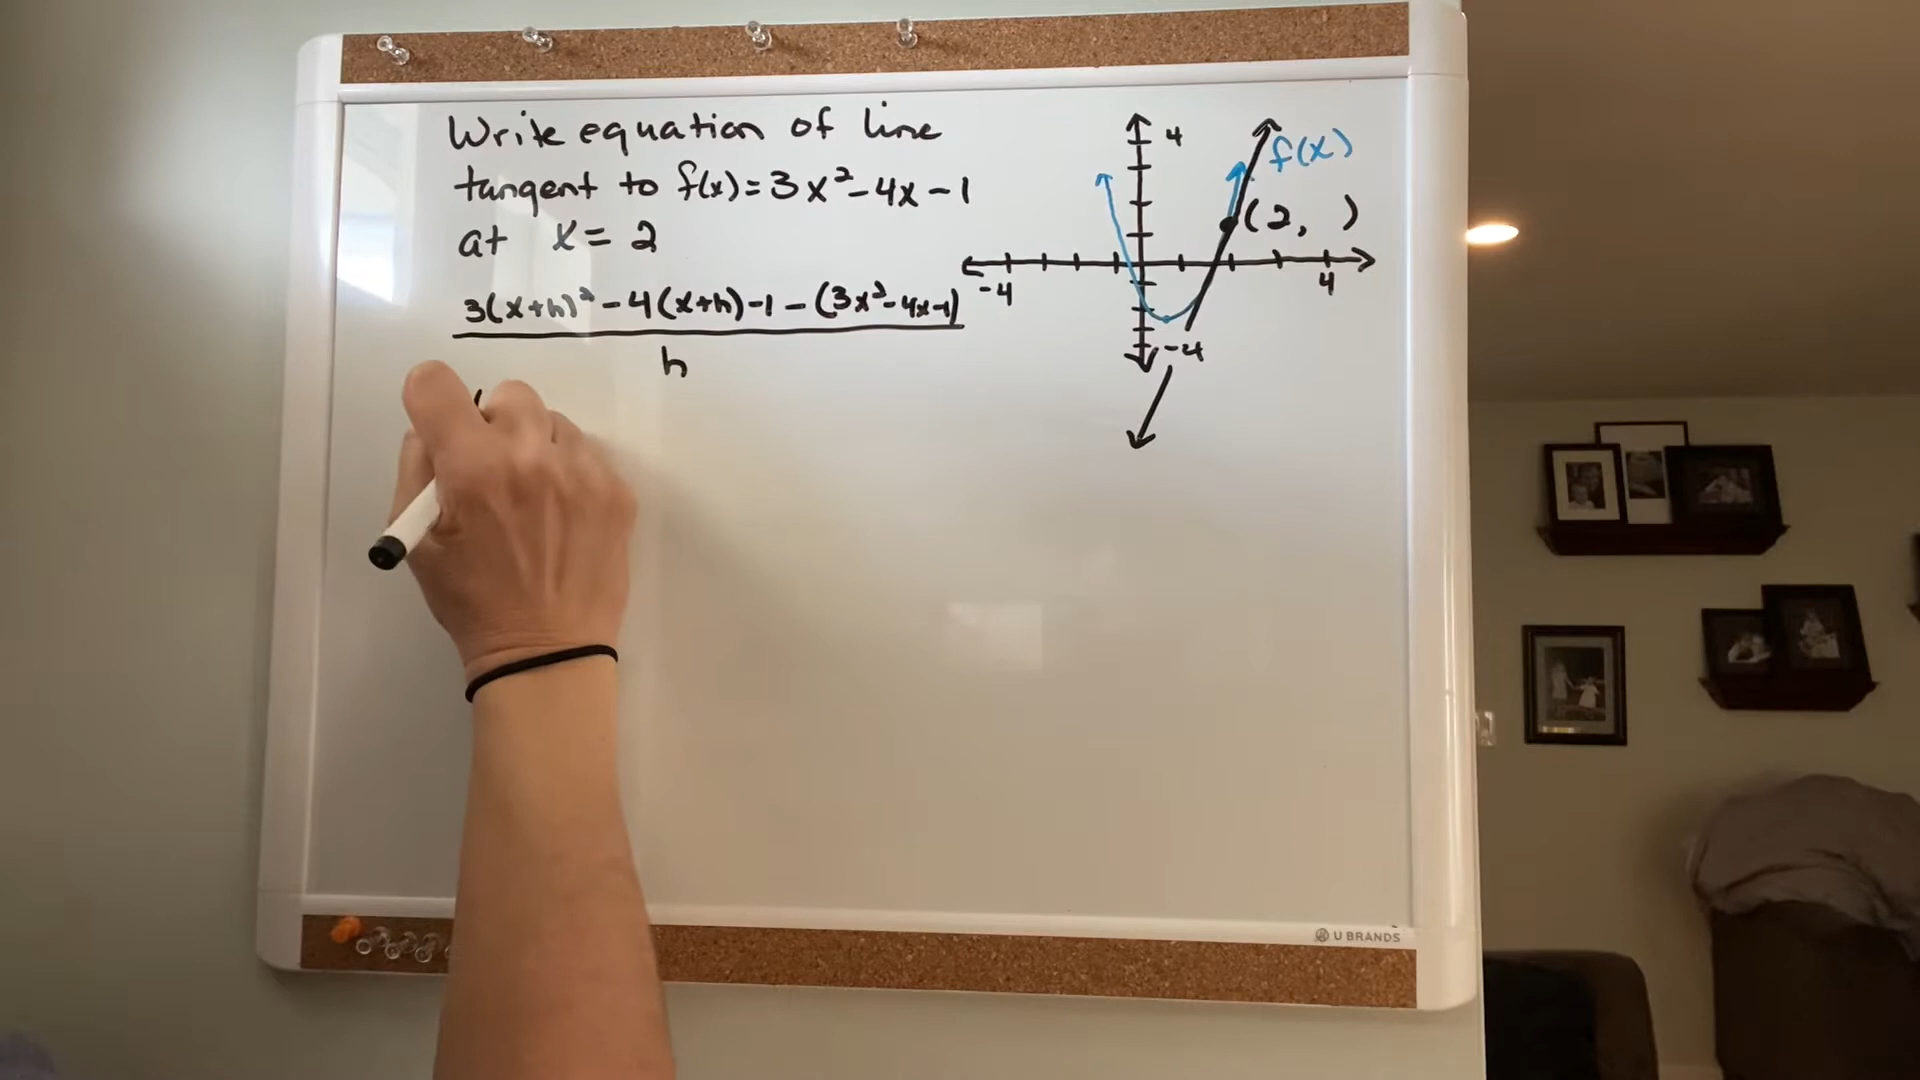 Write equation of line
tangent to f(x)=3x²-4x-1
at x=2
3(x+h)²-4(x+h)-1-(3x²-4x-1)
h
4
f(x)
(2, )
-4
4
-4
U BRANDS